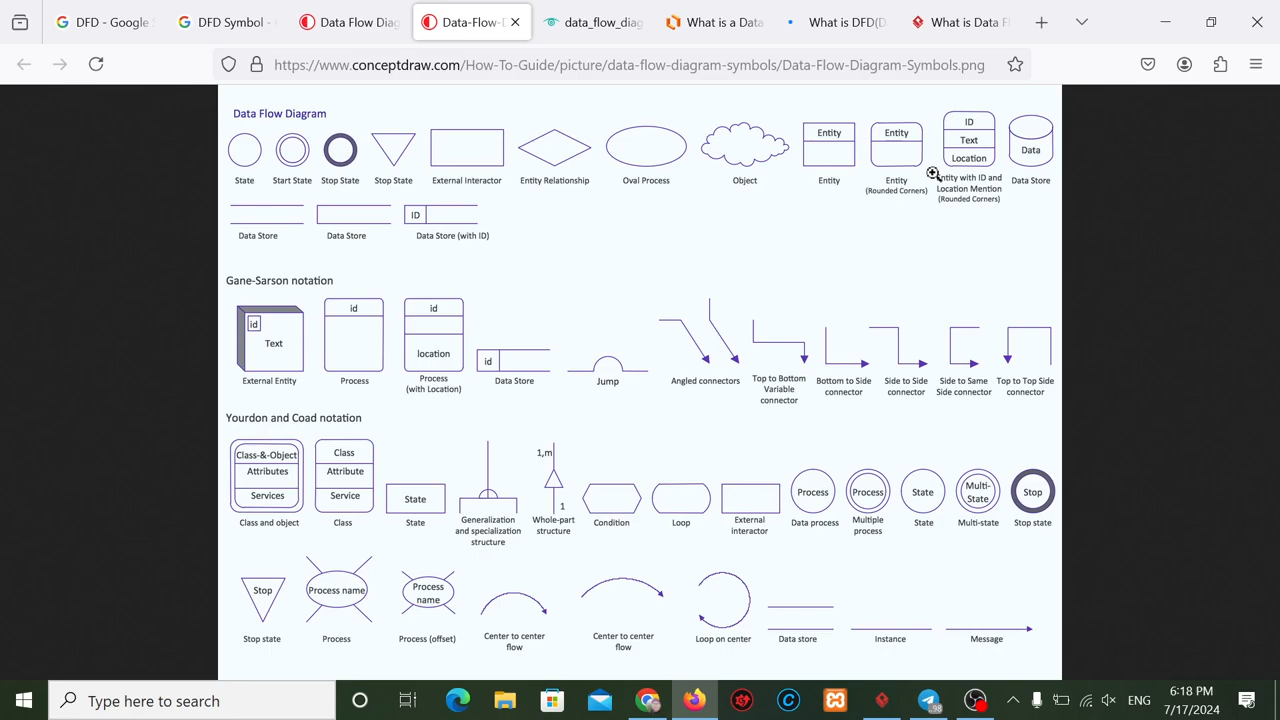 DFD - Google
DFD Symbol -
Data Flow Diag
Data-Flow-D
data_flow_diag
What is a Data
What is DFD(D
What is Data F
https://www.conceptdraw.com/How-To-Guide/picture/data-flow-diagram-symbols/Data-Flow-Diagram-Symbols.png
Data Flow Diagram
Entity
Entity
ID
Text
Location
Data
State
Start State
Stop State
Stop State
External Interactor
Entity Relationship
Oval Process
Object
Entity
Entity
(Rounded Corners)
Entity with ID and
Location Mention
(Rounded Corners)
Data Store
ID
Data Store
Data Store
Data Store (with ID)
Gane-Sarson notation
id
Text
id
id
location
id
External Entity
Process
Process
(with Location)
Data Store
Jump
Angled connectors
Top to Bottom
Variable
connector
Bottom to Side
connector
Side to Side
connector
Side to Same
Side connector
Top to Top Side
connector
Yourdon and Coad notation
Class-&-Object
Attributes
Services
Class
Attribute
Service
State
1,m
1
Process
Process
State
Multi-
State
Stop
Class and object
Class
State
Generalization
and specialization
structure
Whole-part
structure
Condition
Loop
External
interactor
Data process
Multiple
process
State
Multi-state
Stop state
Stop
Process name
Process
name
Stop state
Process
Process (offset)
Center to center
flow
Center to center
flow
Loop on center
Data store
Instance
Message
Type here to search
98
ENG
6:18 PM
7/17/2024